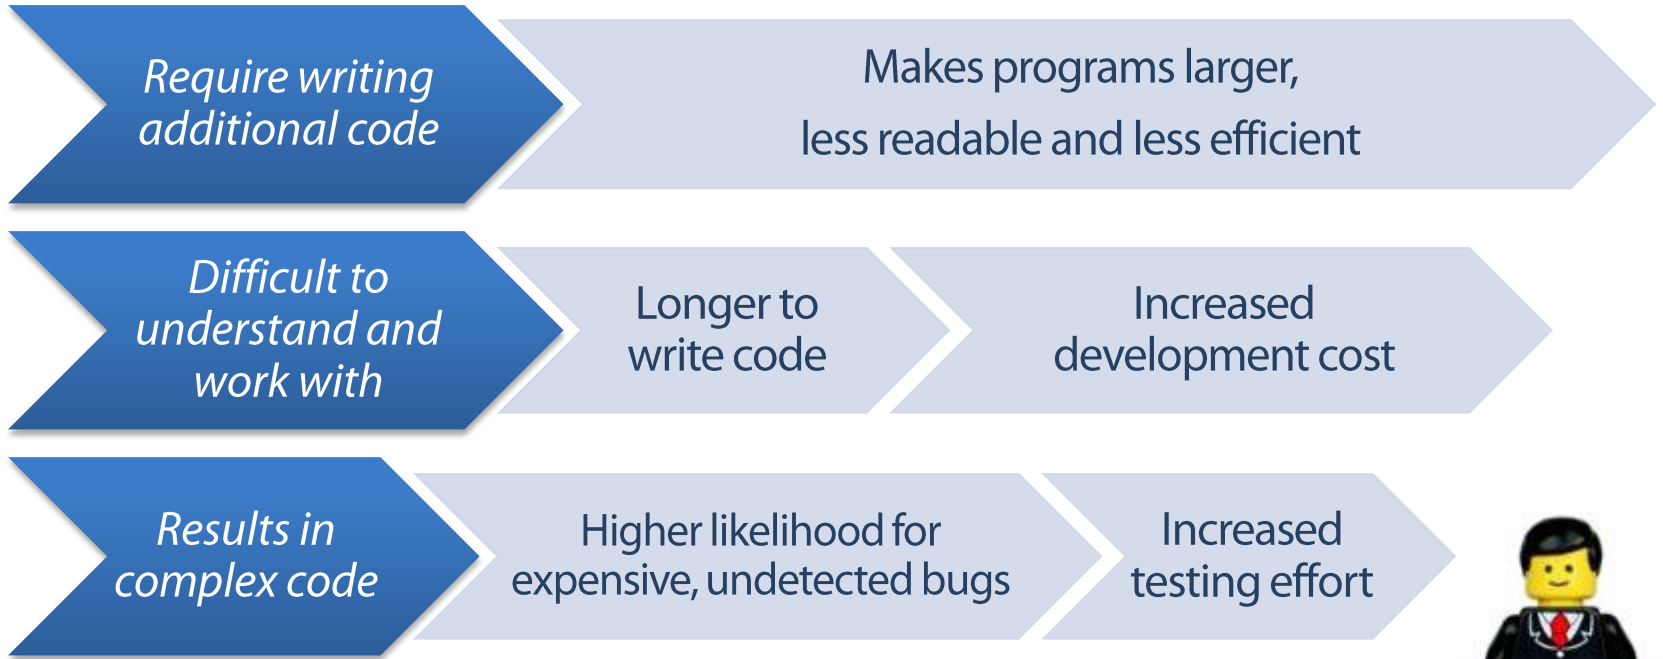 Require writing
additional code
Makes programs larger,
less readable and less efficient
Difficult to
understand and
work with
Longer to
write code
Increased
development cost
Results in
complex code
Higher likelihood for
expensive, undetected bugs
Increased
testing effort